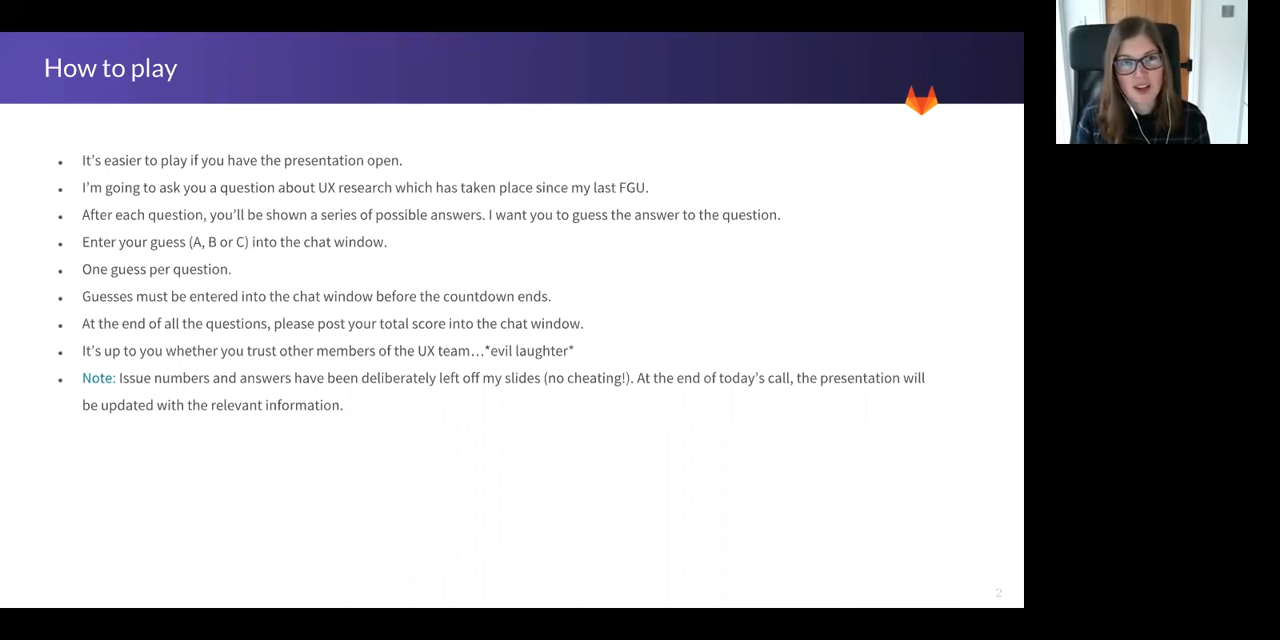 How to play
• It's easier to play if you have the presentation open.
• I'm going to ask you a question about UX research which has taken place since my last FGU.
• After each question, you'll be shown a series of possible answers. I want you to guess the answer to the question.
• Enter your guess (A, B or C) into the chat window.
• One guess per question.
• Guesses must be entered into the chat window before the countdown ends.
• At the end of all the questions, please post your total score into the chat window.
• It's up to you whether you trust other members of the UX team…*evil laughter*
• Note: Issue numbers and answers have been deliberately left off my slides (no cheating!). At the end of today's call, the presentation will
be updated with the relevant information.
2